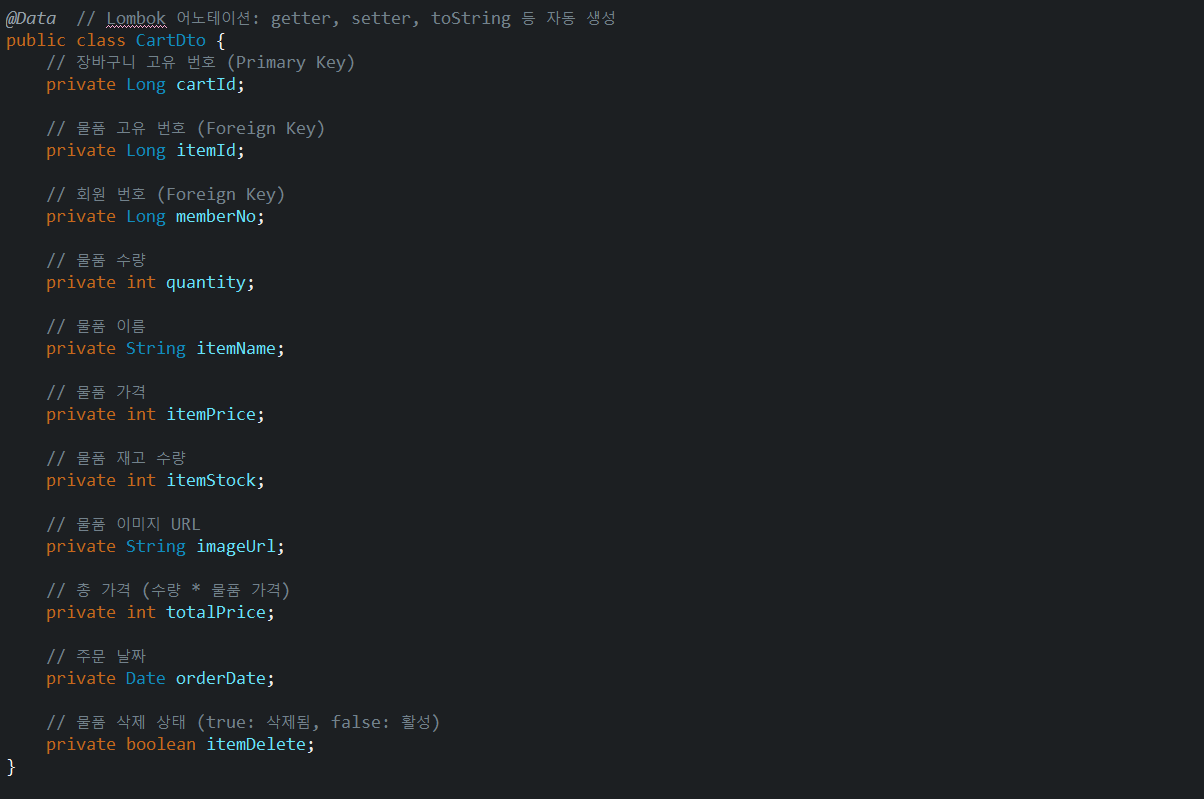 @Data  // Lombok 어노테이션: getter, setter, toString 등 자동 생성
public class CartDto {
    // 장바구니 고유 번호 (Primary Key)
    private Long cartId;

    // 물품 고유 번호 (Foreign Key)
    private Long itemId;

    // 회원 번호 (Foreign Key)
    private Long memberNo;

    // 물품 수량
    private int quantity;

    // 물품 이름
    private String itemName;

    // 물품 가격
    private int itemPrice;

    // 물품 재고 수량
    private int itemStock;

    // 물품 이미지 URL
    private String imageUrl;

    // 총 가격 (수량 * 물품 가격)
    private int totalPrice;

    // 주문 날짜
    private Date orderDate;

    // 물품 삭제 상태 (true: 삭제됨, false: 활성)
    private boolean itemDelete;
}